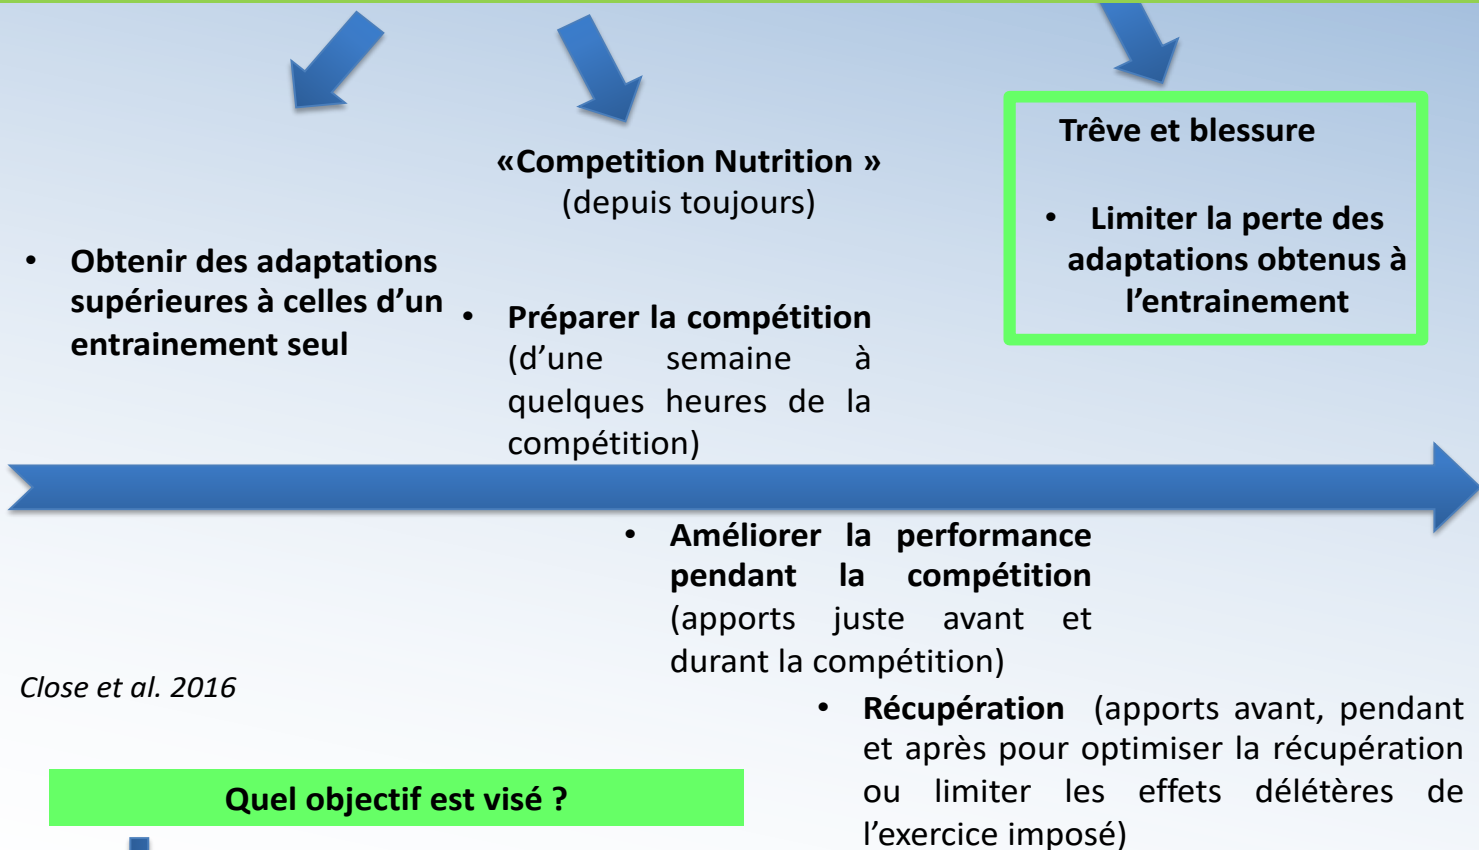 «Competition Nutrition »
(depuis toujours)
Trêve et blessure
• Limiter la perte des
adaptations obtenus à
l’entrainement
• Obtenir des adaptations
supérieures à celles d’un
entrainement seul
• Préparer la compétition
(d’une semaine à
quelques heures de la
compétition)
• Améliorer la performance
pendant la compétition
(apports juste avant et
durant la compétition)
Close et al. 2016
• Récupération (apports avant, pendant
et après pour optimiser la récupération
ou limiter les effets délétères de
l’exercice imposé)
Quel objectif est visé ?